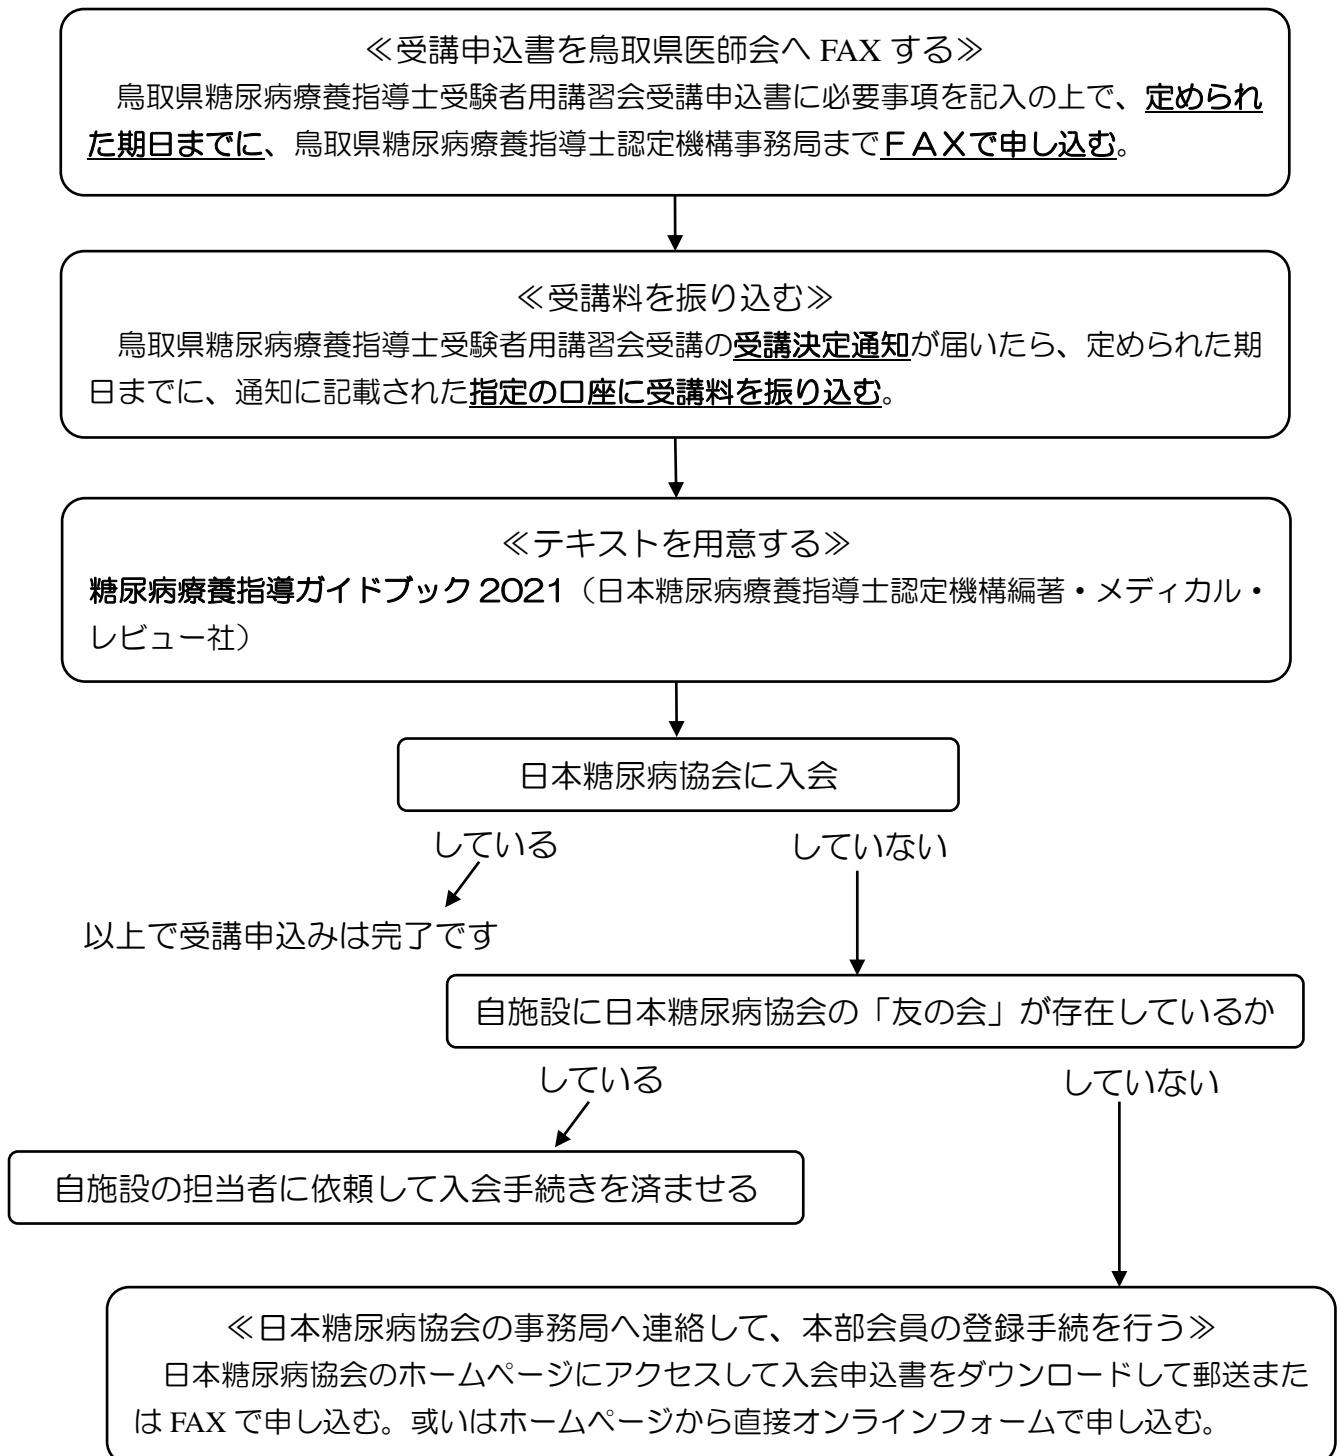 ≪受講申込書を鳥取県医師会へ FAX する≫
鳥取県糖尿病療養指導士受験者用講習会受講申込書に必要事項を記入の上で、定められ
た期日までに、鳥取県糖尿病療養指導士認定機構事務局までＦＡＸで申し込む。
≪受講料を振り込む≫
鳥取県糖尿病療養指導士受験者用講習会受講の受講決定通知が届いたら、定められた期
日までに、通知に記載された指定の口座に受講料を振り込む。
≪テキストを用意する≫
糖尿病療養指導ガイドブック 2021（日本糖尿病療養指導士認定機構編著・メディカル・
レビュー社）
日本糖尿病協会に入会
している
していない
以上で受講申込みは完了です
自施設に日本糖尿病協会の「友の会」が存在しているか
している
していない
自施設の担当者に依頼して入会手続きを済ませる
≪日本糖尿病協会の事務局へ連絡して、本部会員の登録手続を行う≫
日本糖尿病協会のホームページにアクセスして入会申込書をダウンロードして郵送また
は FAX で申し込む。或いはホームページから直接オンラインフォームで申し込む。